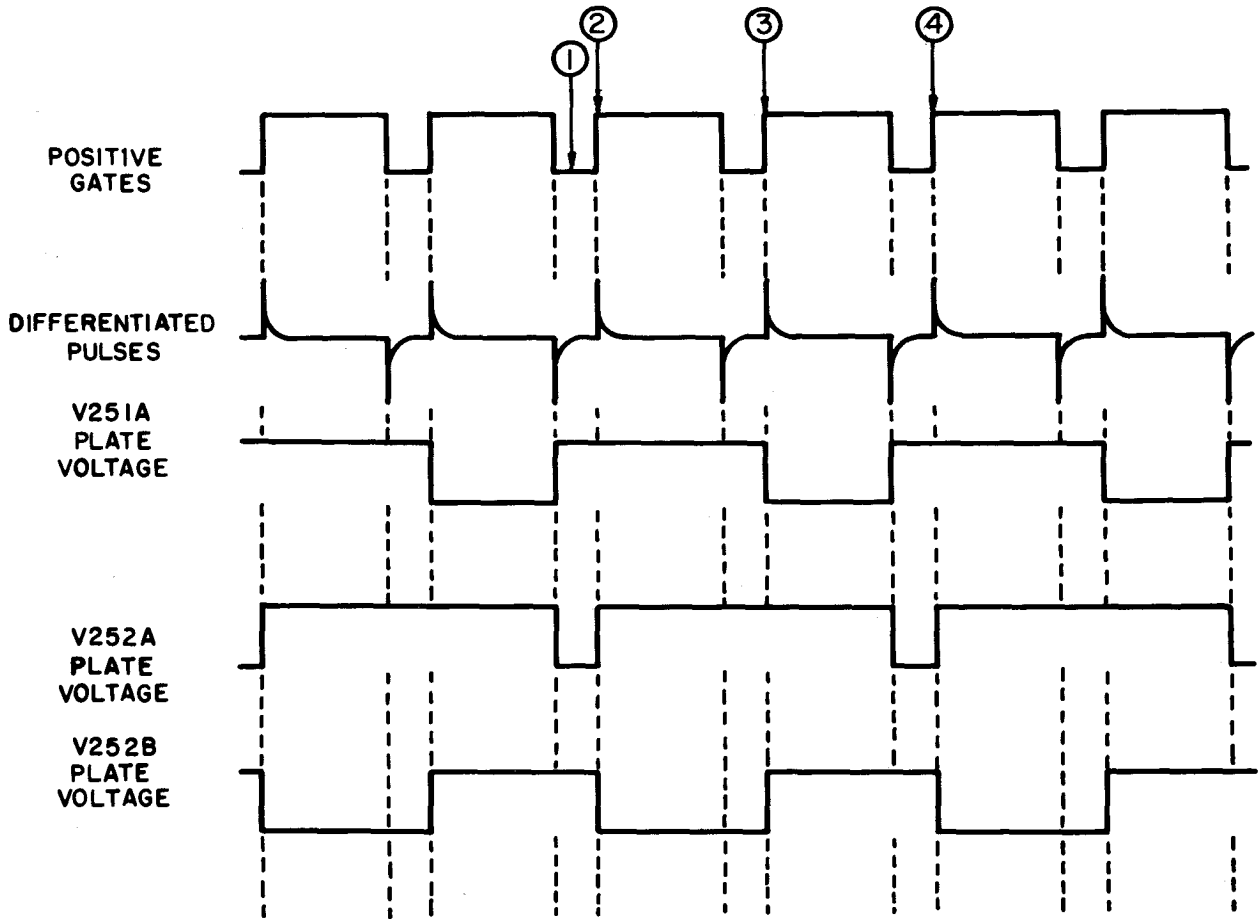 ①
②
③
④
POSITIVE
GATES
DIFFERENTIATED
PULSES
V251A
PLATE
VOLTAGE
V252A
PLATE
VOLTAGE
V252B
PLATE
VOLTAGE